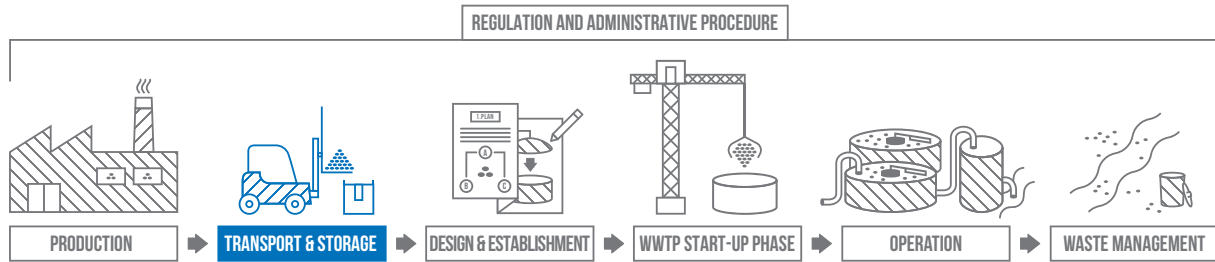 REGULATION AND ADMINISTRATIVE PROCEDURE
1.PLAN
A
B
C
PRODUCTION
TRANSPORT & STORAGE
DESIGN & ESTABLISHMENT
WWTP START-UP PHASE
OPERATION
WASTE MANAGEMENT